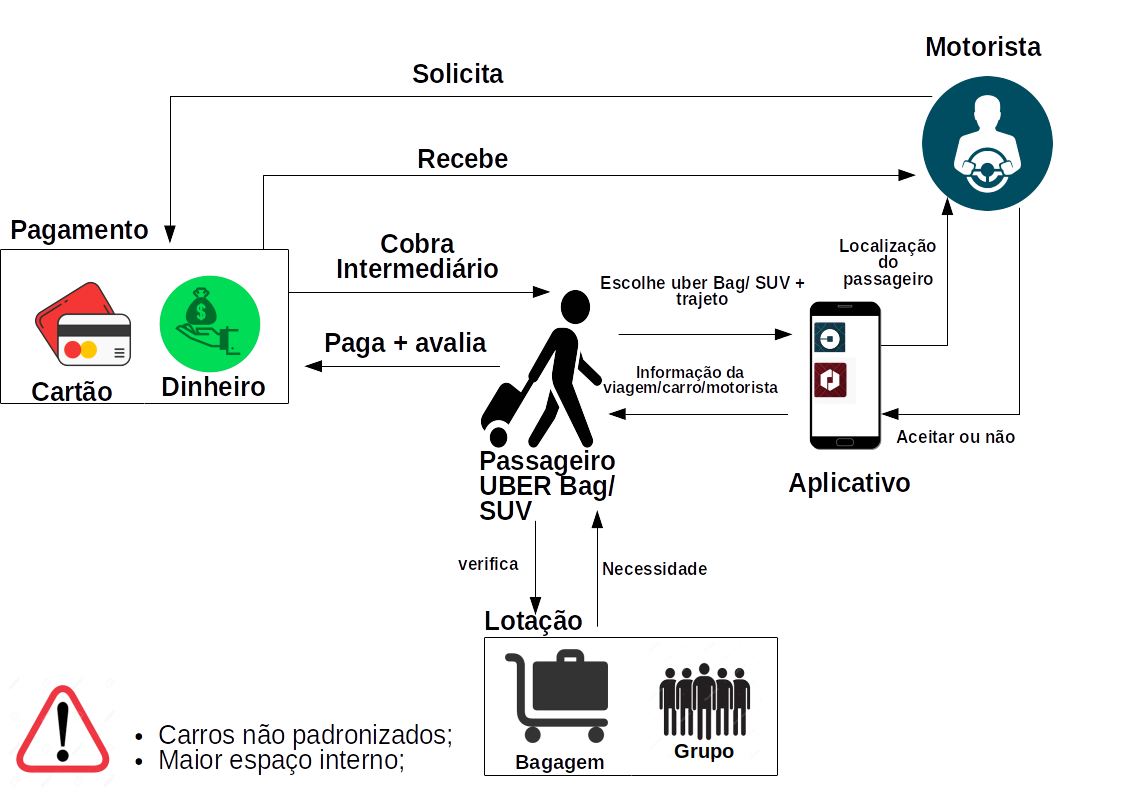 Motorista
Solicita
Recebe
Pagamento
Cobra
Intermediário
Localização
do
passageiro
Escolhe uber Bag/ SUV +
trajeto
Paga + avalia
Informação da
viagem/carro/motorista
Cartão
Dinheiro
Aceitar ou não
Passageiro
UBER Bag/
SUV
Aplicativo
verifica
Necessidade
Lotação
Bagagem
Grupo
• Carros não padronizados;
• Maior espaço interno;